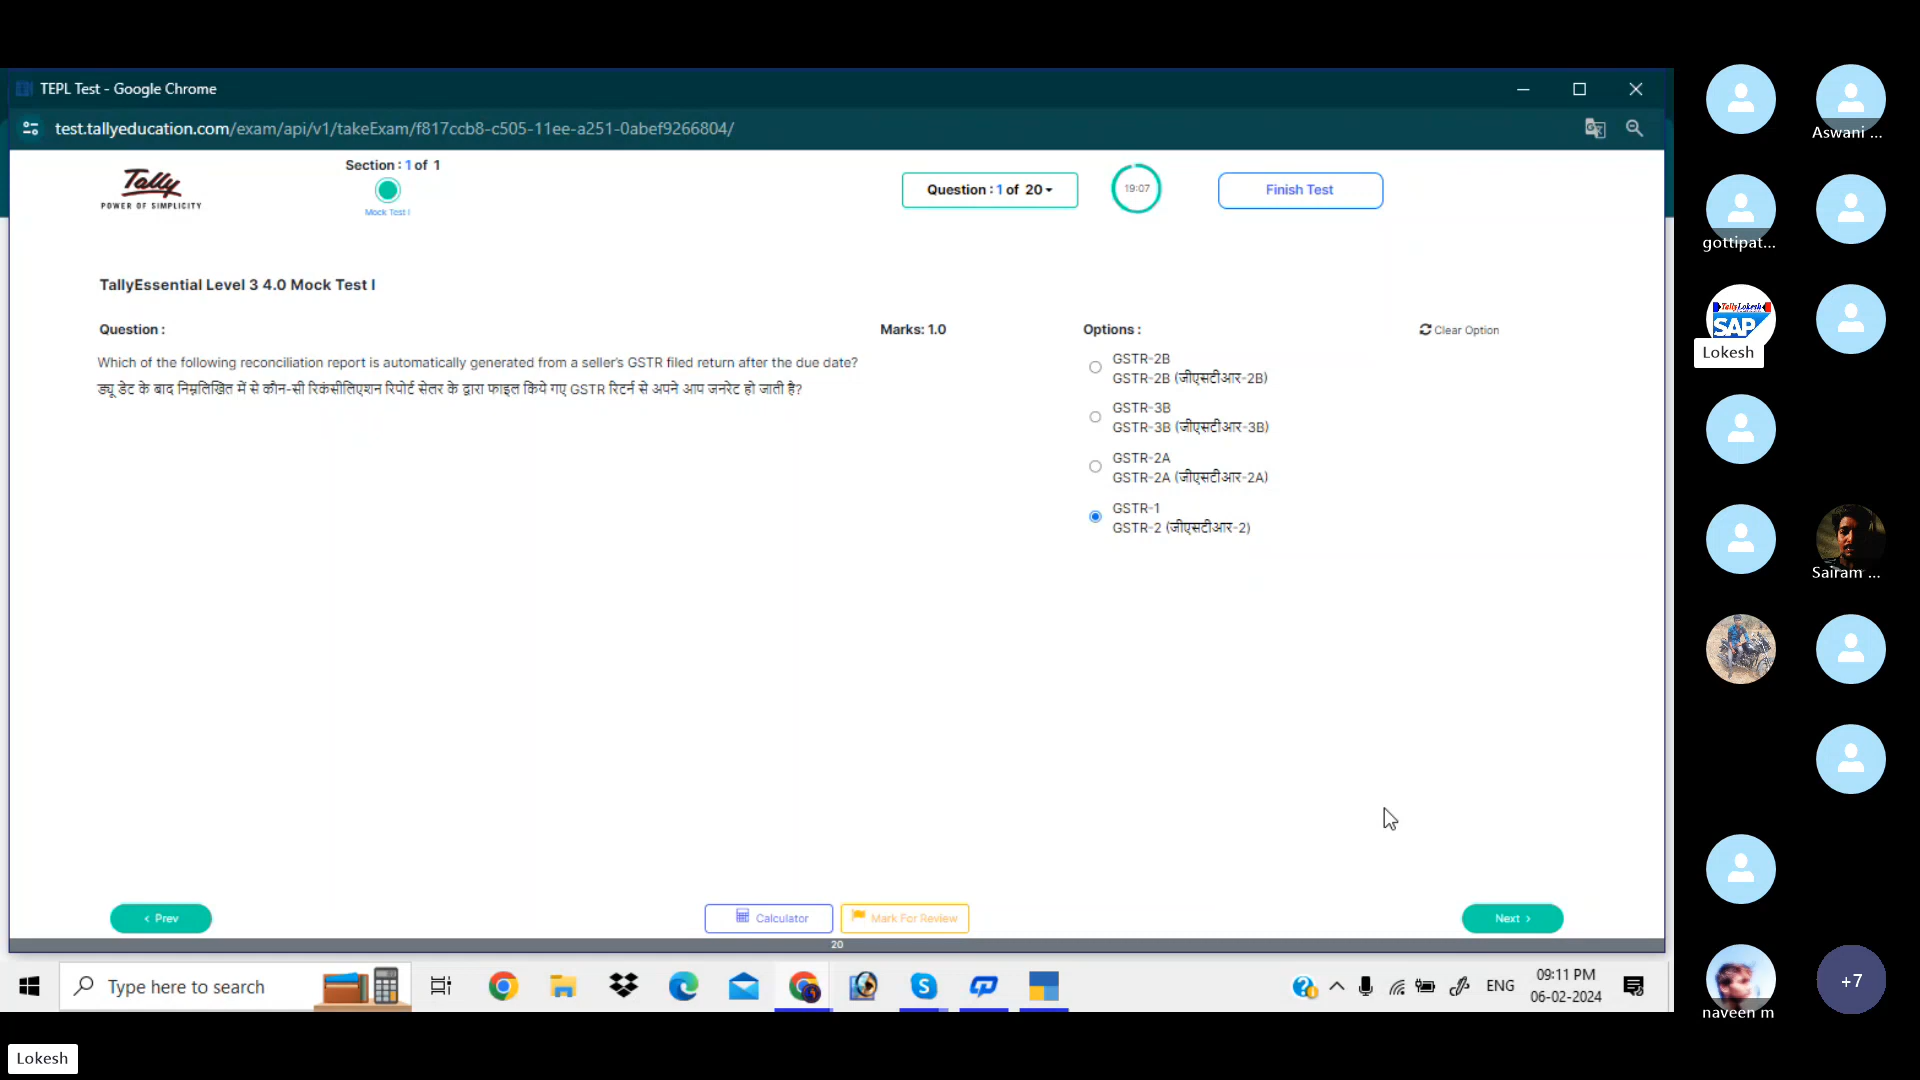 TEPL Test - Google Chrome
test.tallyeducation.com/exam/api/v1/takeExam/f817ccb8-c505-11ee-a251-0abef9266804/
Tally
POWER OF SIMPLICITY
Section : 1 of 1
Mock Test I
Question : 1 of 20
19:07
Finish Test
TallyEssential Level 3 4.0 Mock Test I
Question :
Marks: 1.0
Options :
Clear Option
Which of the following reconciliation report is automatically generated from a seller's GSTR filed return after the due date?
ड्यू डेट के बाद निम्नलिखित में से कौन-सी रिकंसीलिएशन रिपोर्ट सेलर के द्वारा फाइल किये गए GSTR रिटर्न से अपने आप जनरेट हो जाती है?
GSTR-2B
GSTR-2B (जीएसटीआर-2B)
GSTR-3B
GSTR-3B (जीएसटीआर-3B)
GSTR-2A
GSTR-2A (जीएसटीआर-2A)
GSTR-1
GSTR-2 (जीएसटीआर-2)
< Prev
Calculator
Mark For Review
Next >
20
Type here to search
ENG
09:11 PM
06-02-2024
Aswani ...
gottipat...
TallyLokesh
SAP
Lokesh
Sairam ...
naveen m
+7
Lokesh